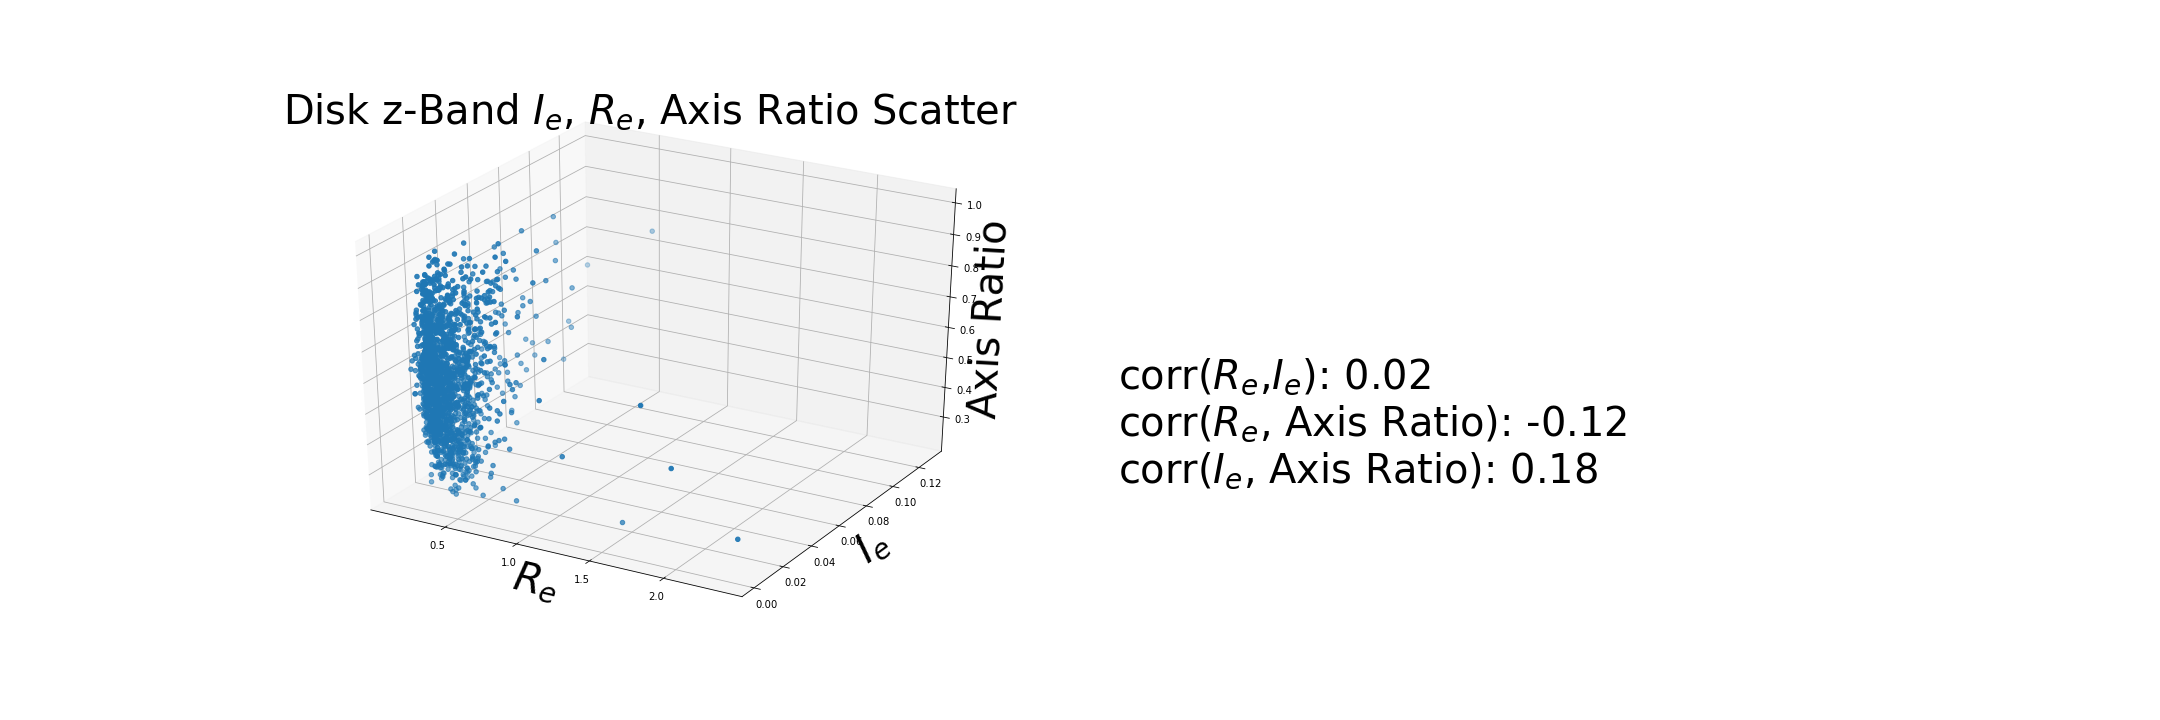 Disk z-Band I_e, R_e, Axis Ratio Scatter
1.0
0.9
0.8
0.7
0.6
0.5
0.4
0.3
Axis Ratio
0.12
0.10
0.08
0.06
0.04
0.02
0.00
I_e
0.5
1.0
1.5
2.0
R_e
corr(R_e,I_e): 0.02
corr(R_e, Axis Ratio): -0.12
corr(I_e, Axis Ratio): 0.18